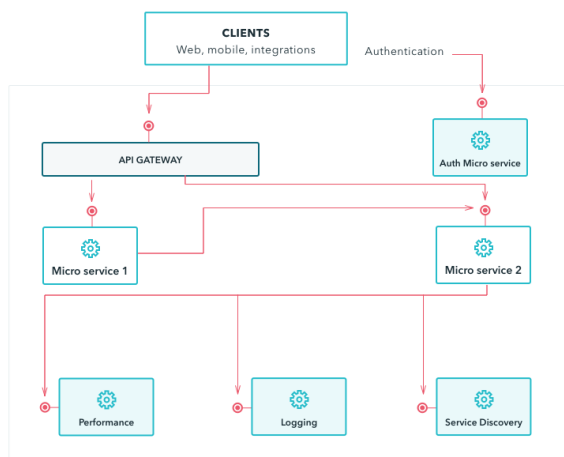 CLIENTS
Web, mobile, integrations
Authentication
API GATEWAY
Auth Micro service
Micro service 1
Micro service 2
Performance
Logging
Service Discovery